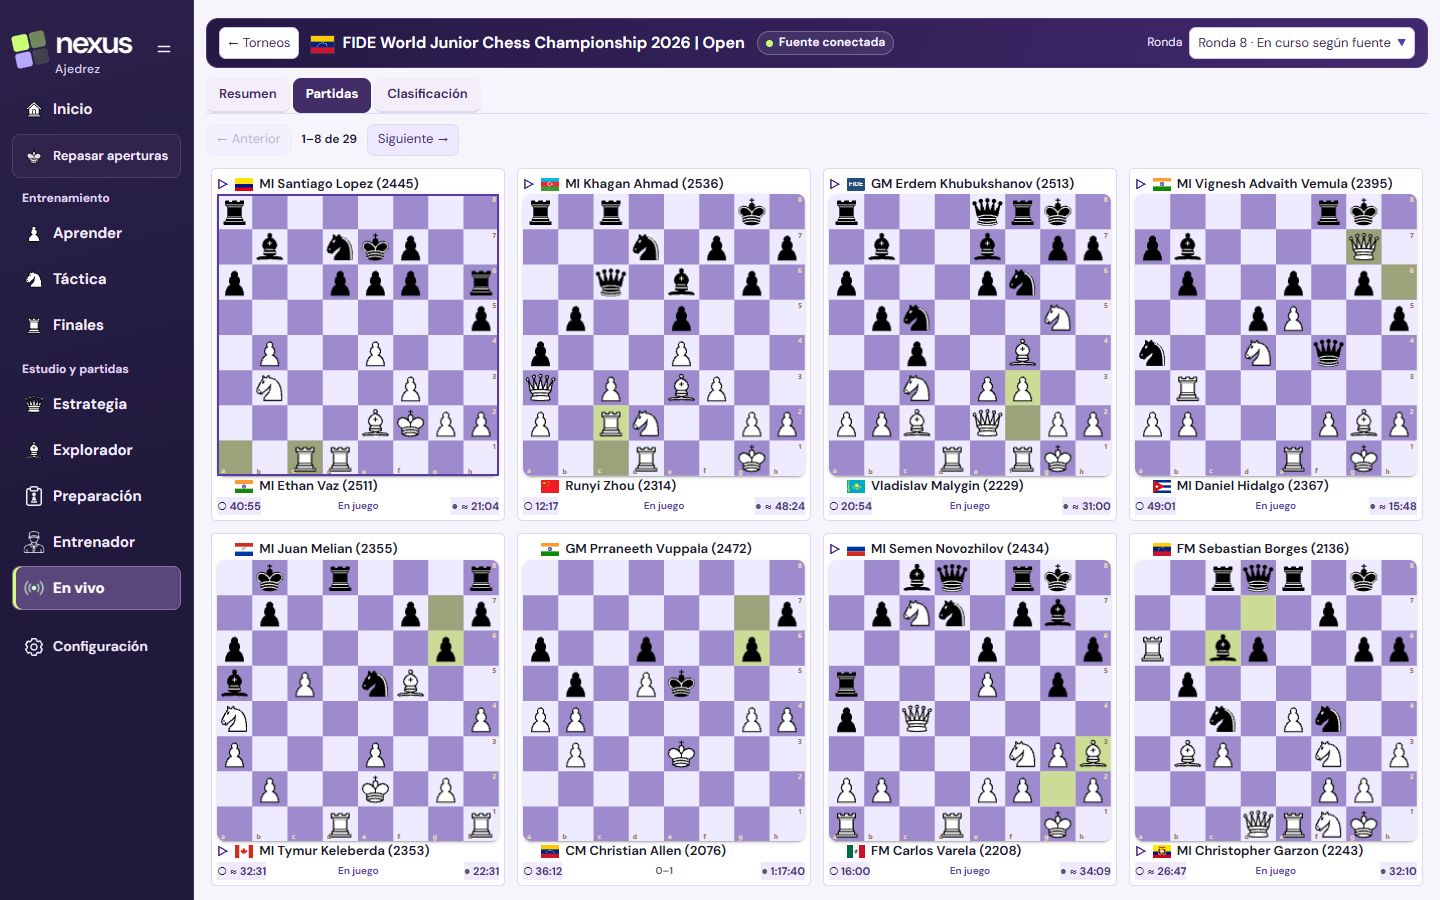 nexus
Ajedrez
Inicio
Repasar aperturas
Entrenamiento
Aprender
Táctica
Finales
Estudio y partidas
Estrategia
Explorador
Preparación
Entrenador
En vivo
Configuración
← Torneos
FIDE World Junior Chess Championship 2026 | Open
Fuente conectada
Ronda
Ronda 8 · En curso según fuente
Resumen
Partidas
Clasificación
← Anterior
1–8 de 29
Siguiente →
MI Santiago Lopez (2445)
MI Ethan Vaz (2511)
40:55
En juego
≈ 21:04
MI Khagan Ahmad (2536)
Runyi Zhou (2314)
12:17
En juego
≈ 48:24
FIDE
GM Erdem Khubukshanov (2513)
Vladislav Malygin (2229)
20:54
En juego
≈ 31:00
MI Vignesh Advaith Vemula (2395)
MI Daniel Hidalgo (2367)
49:01
En juego
≈ 15:48
MI Juan Melian (2355)
MI Tymur Keleberda (2353)
≈ 32:31
En juego
22:31
GM Prraneeth Vuppala (2472)
CM Christian Allen (2076)
36:12
0–1
1:17:40
MI Semen Novozhilov (2434)
FM Carlos Varela (2208)
16:00
En juego
≈ 34:09
FM Sebastian Borges (2136)
MI Christopher Garzon (2243)
≈ 26:47
En juego
32:10